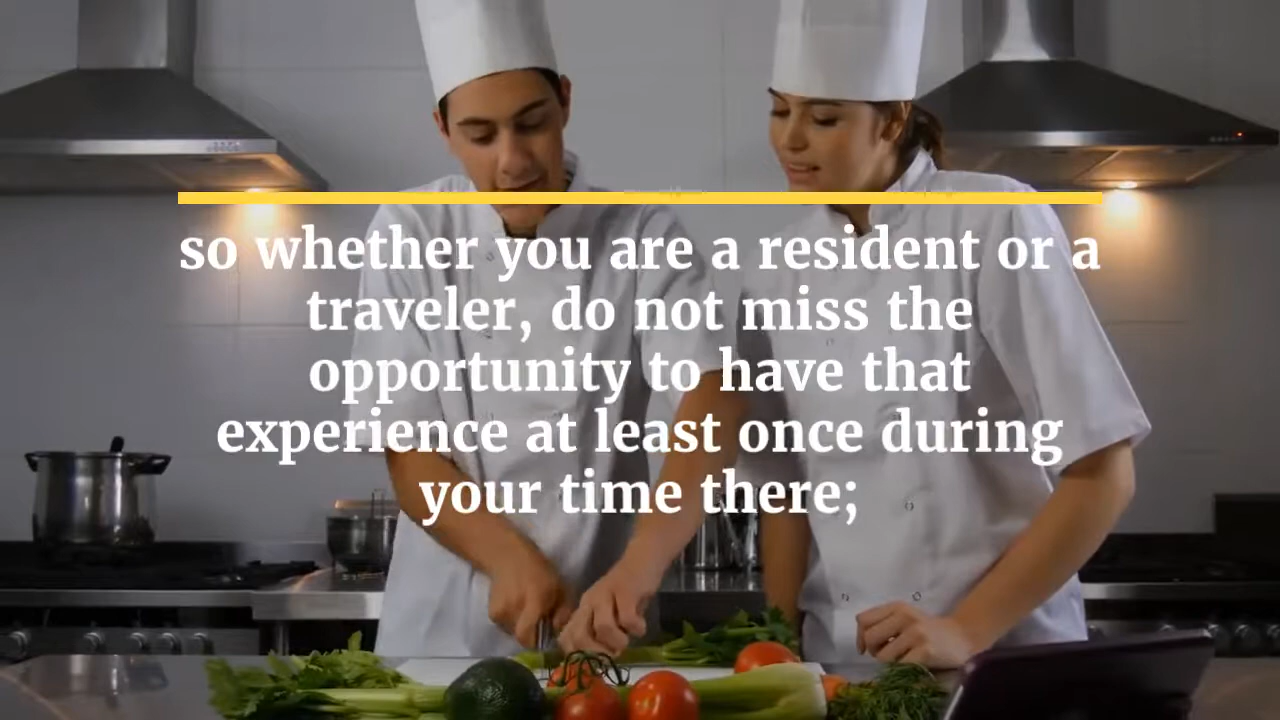 so whether you are a resident or a
traveler, do not miss the
opportunity to have that
experience at least once during
your time there;